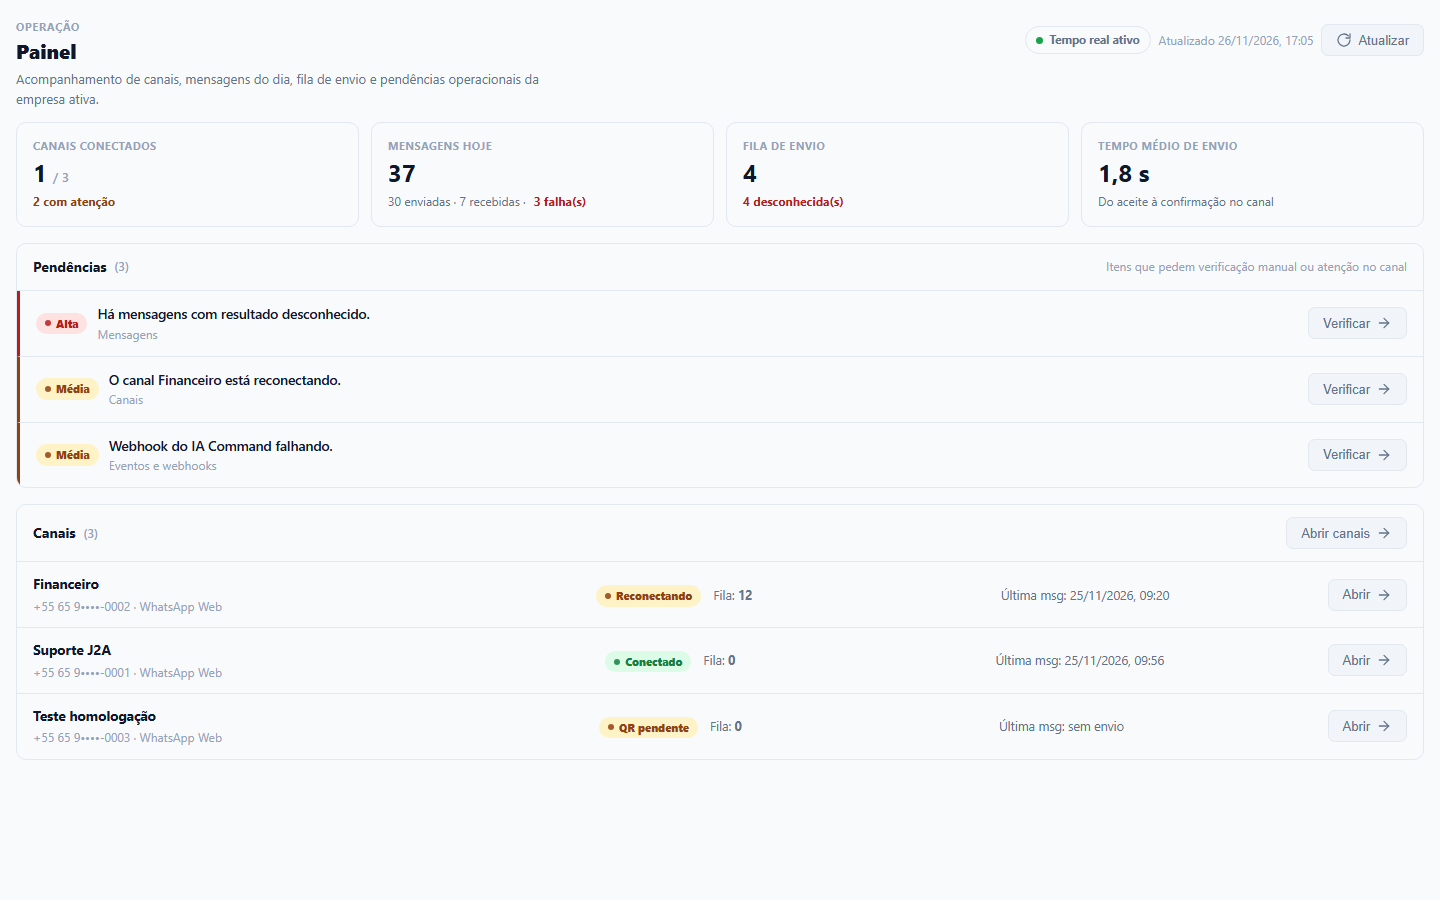 OPERAÇÃO
Painel
Acompanhamento de canais, mensagens do dia, fila de envio e pendências operacionais da
empresa ativa.
Tempo real ativo
Atualizado 26/11/2026, 17:05
Atualizar
CANAIS CONECTADOS
1 / 3
2 com atenção
MENSAGENS HOJE
37
30 enviadas · 7 recebidas · 3 falha(s)
FILA DE ENVIO
4
4 desconhecida(s)
TEMPO MÉDIO DE ENVIO
1,8 s
Do aceite à confirmação no canal
Pendências (3)
Itens que pedem verificação manual ou atenção no canal
Alta
Há mensagens com resultado desconhecido.
Mensagens
Verificar
Média
O canal Financeiro está reconectando.
Canais
Verificar
Média
Webhook do IA Command falhando.
Eventos e webhooks
Verificar
Canais (3)
Abrir canais
Financeiro
+55 65 9••••-0002 · WhatsApp Web
Reconectando
Fila: 12
Última msg: 25/11/2026, 09:20
Abrir
Suporte J2A
+55 65 9••••-0001 · WhatsApp Web
Conectado
Fila: 0
Última msg: 25/11/2026, 09:56
Abrir
Teste homologação
+55 65 9••••-0003 · WhatsApp Web
QR pendente
Fila: 0
Última msg: sem envio
Abrir